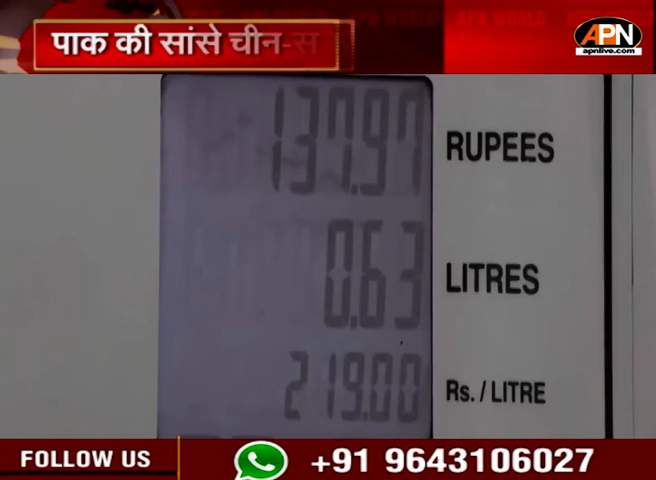 पाक की सांसे चीन-स
APN
apnlive.com
137.97 RUPEES
0.63 LITRES
219.00 Rs. / LITRE
FOLLOW US +91 9643106027